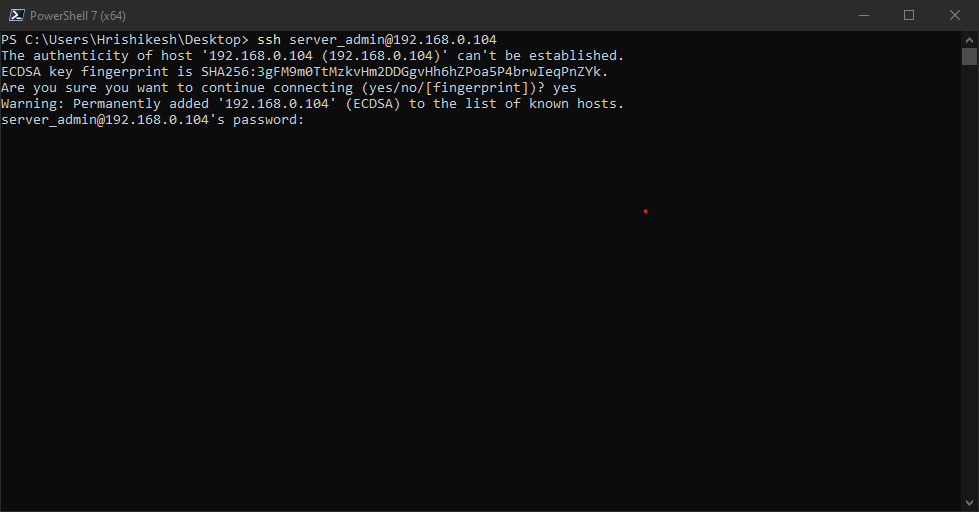 PowerShell 7 (x64)
PS C:\Users\Hrishikesh\Desktop> ssh server_admin@192.168.0.104
The authenticity of host '192.168.0.104 (192.168.0.104)' can't be established.
ECDSA key fingerprint is SHA256:3gFM9m0TtMzkvHm2DDGgvHh6hZPoa5P4brwIeqPnZYk.
Are you sure you want to continue connecting (yes/no/[fingerprint])? yes
Warning: Permanently added '192.168.0.104' (ECDSA) to the list of known hosts.
server_admin@192.168.0.104's password: